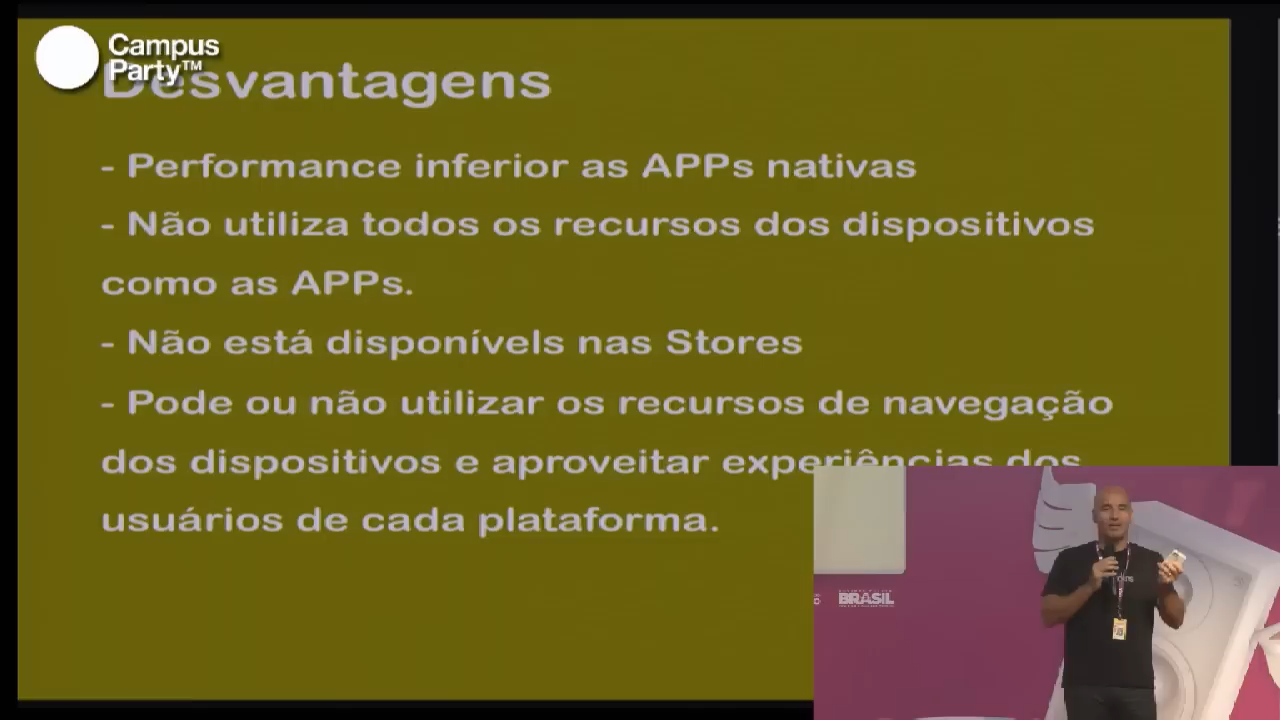 Campus
Party™
Desvantagens
- Performance inferior as APPs nativas
- Não utiliza todos os recursos dos dispositivos
como as APPs.
- Não está disponívels nas Stores
- Pode ou não utilizar os recursos de navegação
dos dispositivos e aproveitar experiências dos
usuários de cada plataforma.
BRASIL